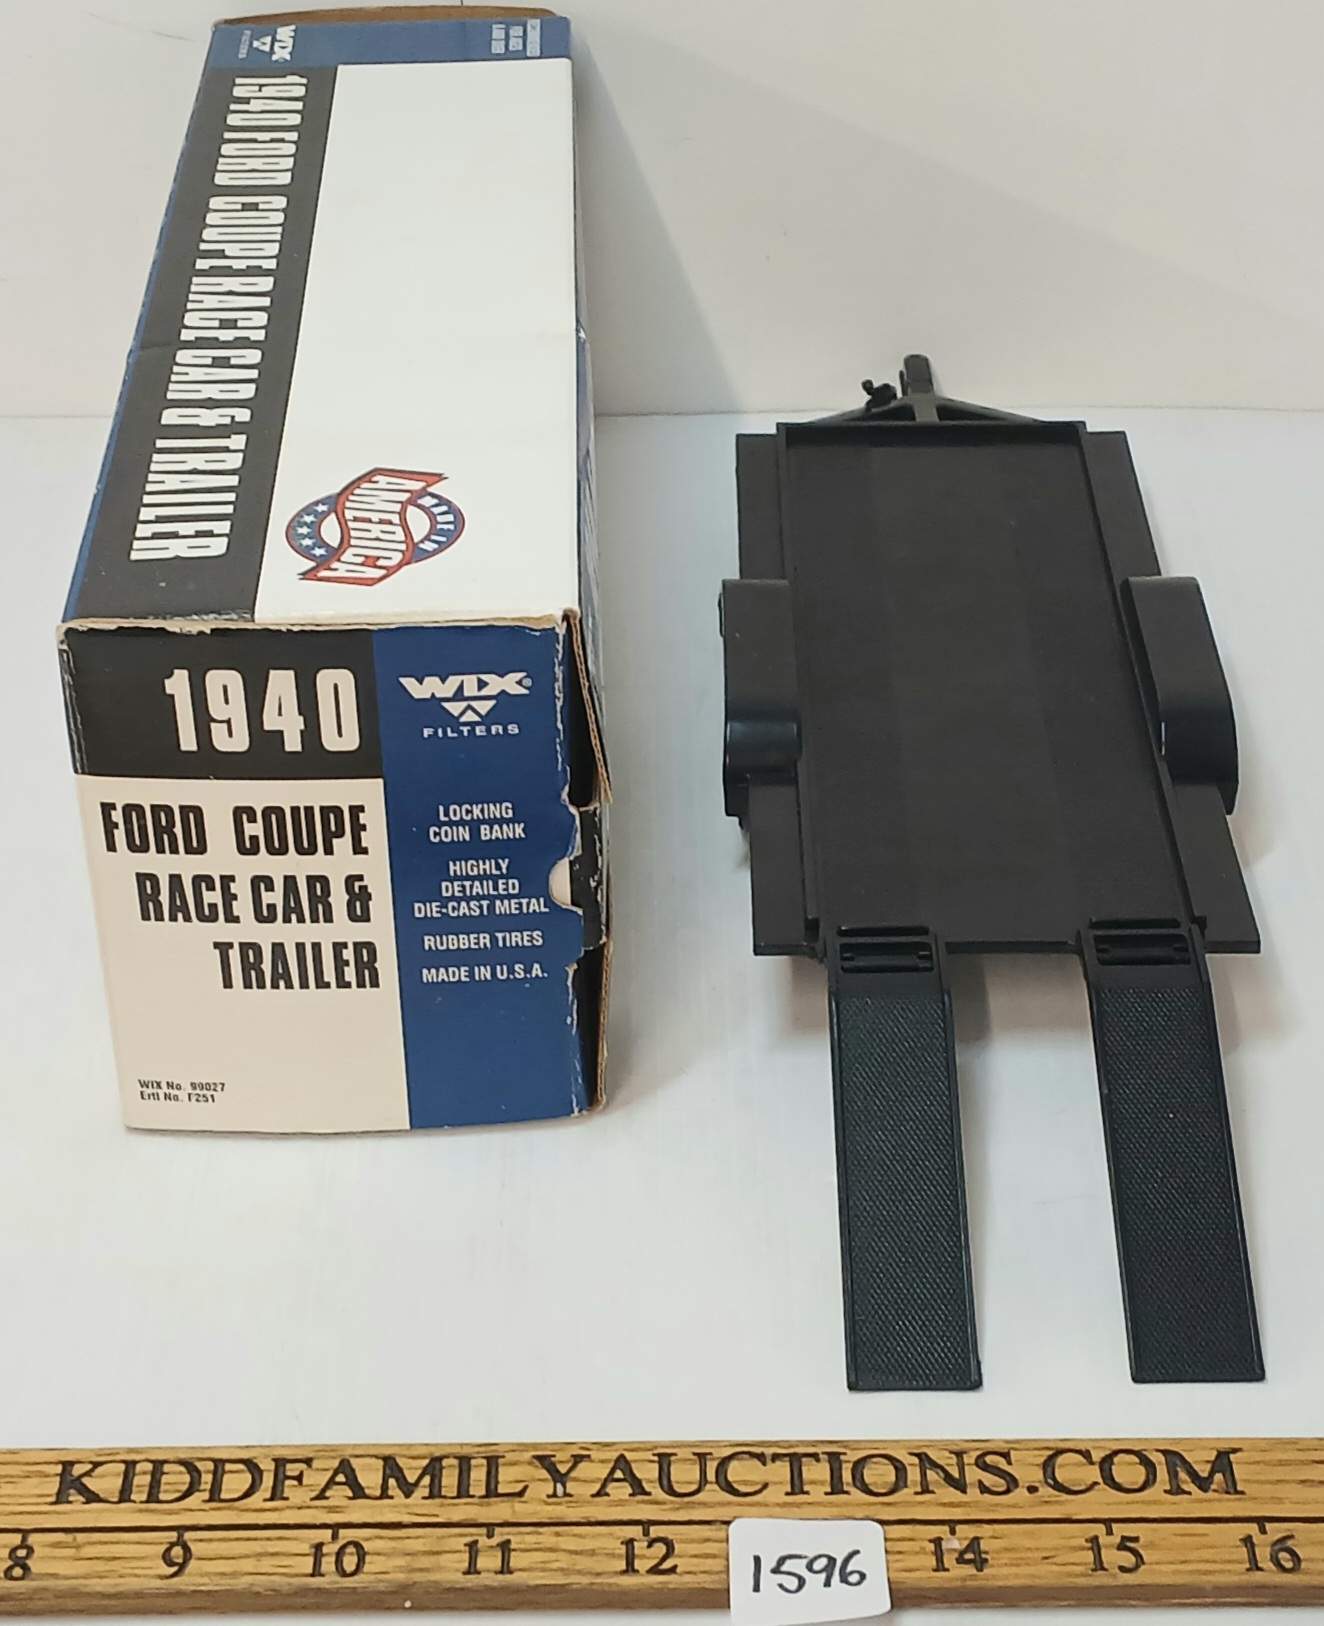 WIX
FILTERS
1940 FORD COUPE RACE CAR & TRAILER
MADE IN
AMERICA
1940
FORD COUPE
RACE CAR &
TRAILER
WIX No. 99027
Ertl No. F251
WIX®
FILTERS
LOCKING
COIN BANK
HIGHLY
DETAILED
DIE-CAST METAL
RUBBER TIRES
MADE IN U.S.A.
KIDDFAMILYAUCTIONS.COM
8 9 10 11 12 14 15 16
1596